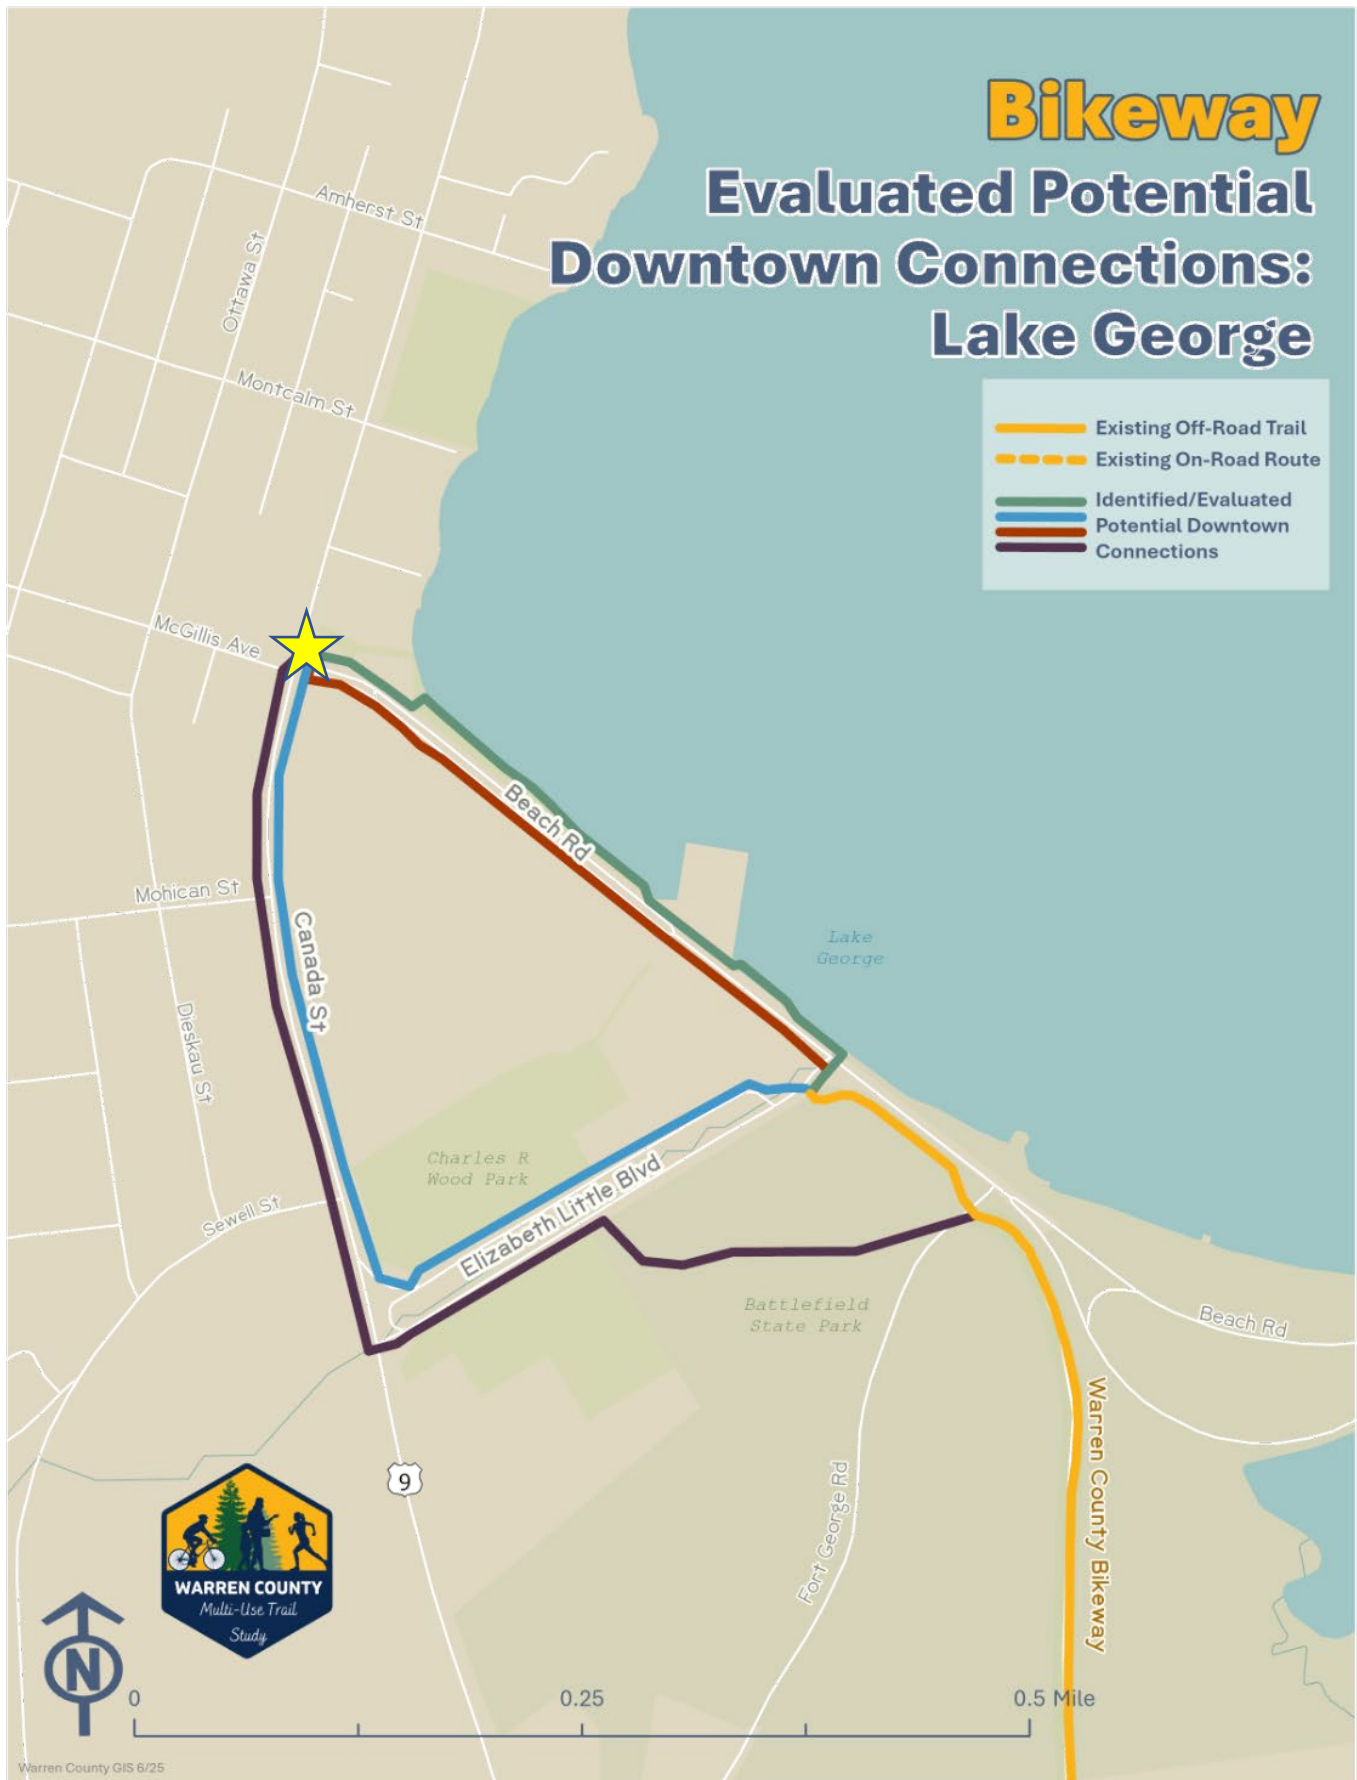 Bikeway
Evaluated Potential
Downtown Connections:
Lake George
Existing Off-Road Trail
Existing On-Road Route
Identified/Evaluated
Potential Downtown
Connections
Amherst St
Ottawa St
Montcalm St
McGillis Ave
Beach Rd
Mohican St
Canada St
Lake
George
Dieskau St
Charles R
Wood Park
Elizabeth Little Blvd
Sewell St
Battlefield
State Park
Beach Rd
Warren County Bikeway
9
Fort George Rd
WARREN COUNTY
Multi-Use Trail
Study
N
0
0.25
0.5 Mile
Warren County GIS 6/25